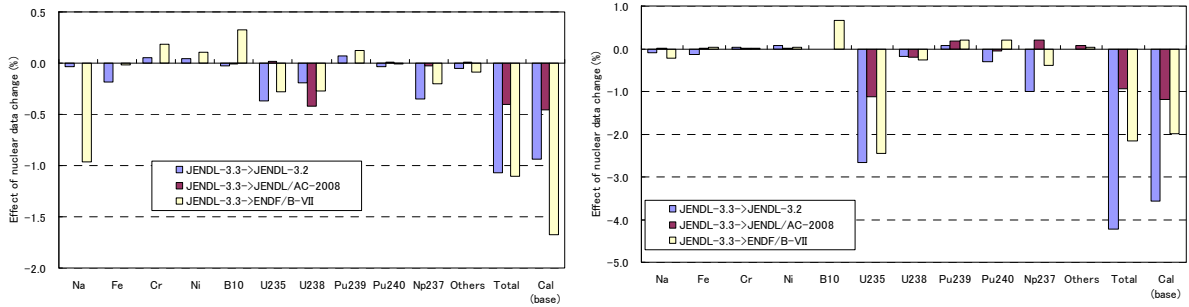 Effect of nuclear data change (%)
0.5
0.0
-0.5
-1.0
-1.5
-2.0
JENDL-3.3->JENDL-3.2
JENDL-3.3->JENDL/AC-2008
JENDL-3.3->ENDF/B-VII
Na Fe Cr Ni B10 U235 U238 Pu239 Pu240 Np237 Others Total Cal
(base)
Effect of nuclear data change (%)
1.0
0.0
-1.0
-2.0
-3.0
-4.0
-5.0
JENDL-3.3->JENDL-3.2
JENDL-3.3->JENDL/AC-2008
JENDL-3.3->ENDF/B-VII
Na Fe Cr Ni B10 U235 U238 Pu239 Pu240 Np237 Others Total Cal
(base)